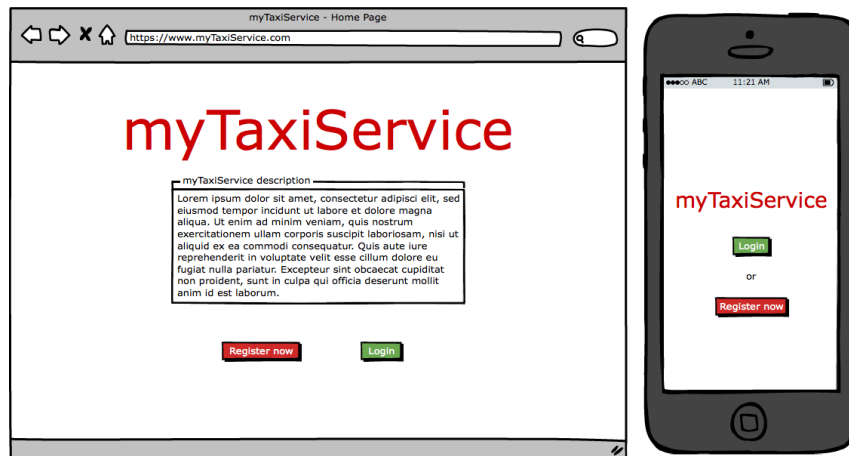 myTaxiService - Home Page
https://www.myTaxiService.com
myTaxiService
myTaxiService description
Lorem ipsum dolor sit amet, consectetur adipisci elit, sed
eiusmod tempor incidunt ut labore et dolore magna
aliqua. Ut enim ad minim veniam, quis nostrum
exercitationem ullam corporis suscipit laboriosam, nisi ut
aliquid ex ea commodi consequatur. Quis aute iure
reprehenderit in voluptate velit esse cillum dolore eu
fugiat nulla pariatur. Excepteur sint obcaecat cupiditat
non proident, sunt in culpa qui officia deserunt mollit
anim id est laborum.
Register now
Login
ABC 11:21 AM
myTaxiService
Login
or
Register now